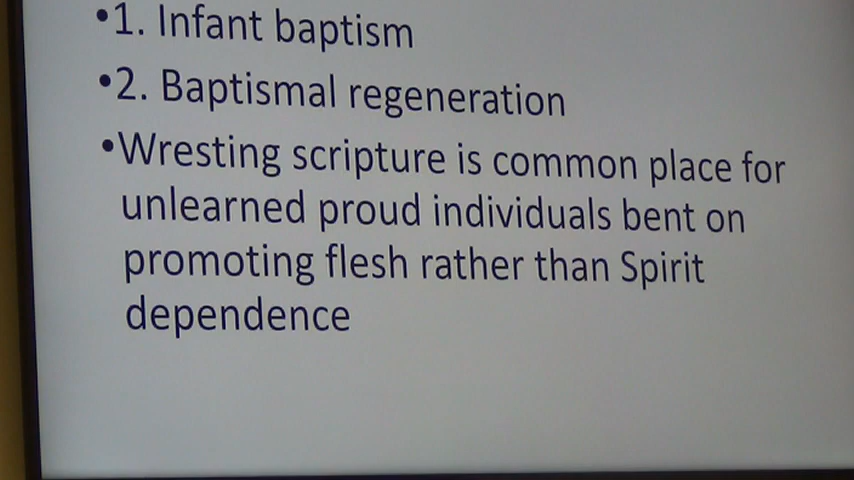 •1. Infant baptism
•2. Baptismal regeneration
•Wresting scripture is common place for
unlearned proud individuals bent on
promoting flesh rather than Spirit
dependence